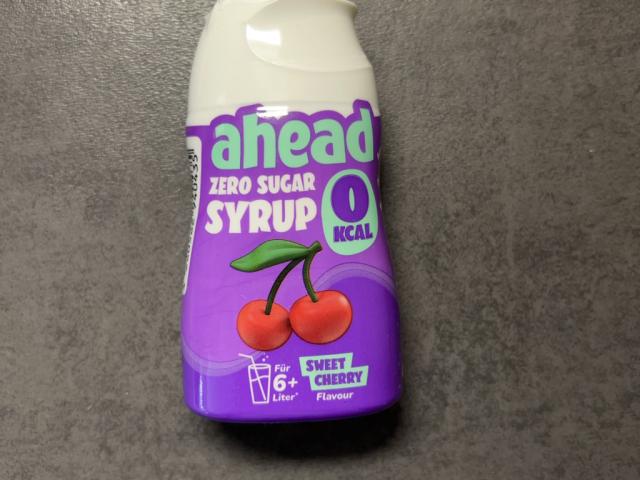 ahead
ZERO SUGAR
SYRUP
0
KCAL
Für
6+
Liter*
SWEET
CHERRY
Flavour